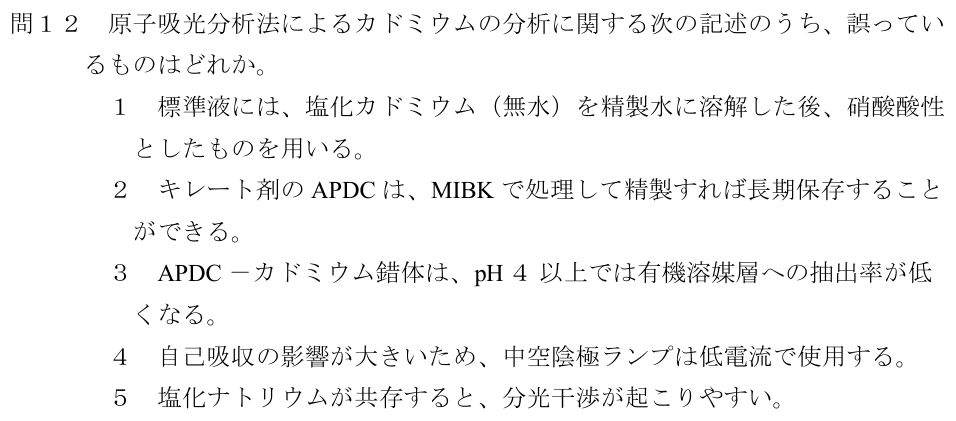 問１２　原子吸光分析法によるカドミウムの分析に関する次の記述のうち、誤ってい
るものはどれか。
１　標準液には、塩化カドミウム（無水）を精製水に溶解した後、硝酸酸性
としたものを用いる。
２　キレート剤の APDC は、MIBK で処理して精製すれば長期保存すること
ができる。
３　APDC －カドミウム錯体は、pH ４ 以上では有機溶媒層への抽出率が低
くなる。
４　自己吸収の影響が大きいため、中空陰極ランプは低電流で使用する。
５　塩化ナトリウムが共存すると、分光干渉が起こりやすい。